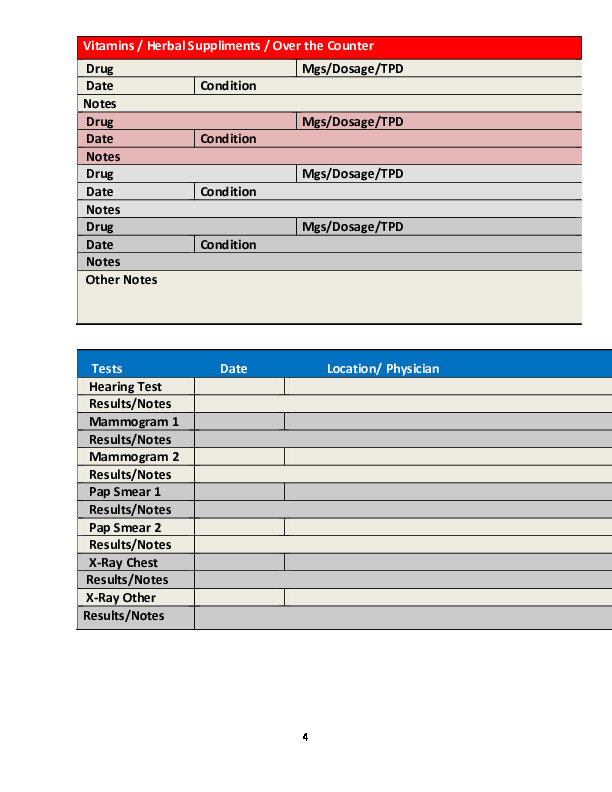 Vitamins / Herbal Suppliments / Over the Counter
Drug Mgs/Dosage/TPD
Date Condition
Notes
Drug Mgs/Dosage/TPD
Date Condition
Notes
Drug Mgs/Dosage/TPD
Date Condition
Notes
Drug Mgs/Dosage/TPD
Date Condition
Notes
Other Notes
Tests Date Location/ Physician
Hearing Test
Results/Notes
Mammogram 1
Results/Notes
Mammogram 2
Results/Notes
Pap Smear 1
Results/Notes
Pap Smear 2
Results/Notes
X-Ray Chest
Results/Notes
X-Ray Other
Results/Notes
4